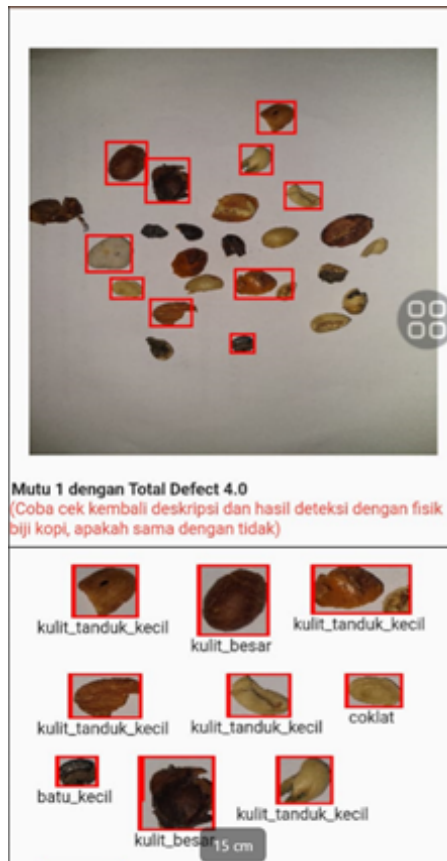 Mutu 1 dengan Total Defect 4.0
(Coba cek kembali deskripsi dan hasil deteksi dengan fisik
biji kopi, apakah sama dengan tidak)
kulit_tanduk_kecil
kulit_besar
kulit_tanduk_kecil
kulit_tanduk_kecil
kulit_tanduk_kecil
coklat
batu_kecil
kulit_besar
kulit_tanduk_kecil
15 cm